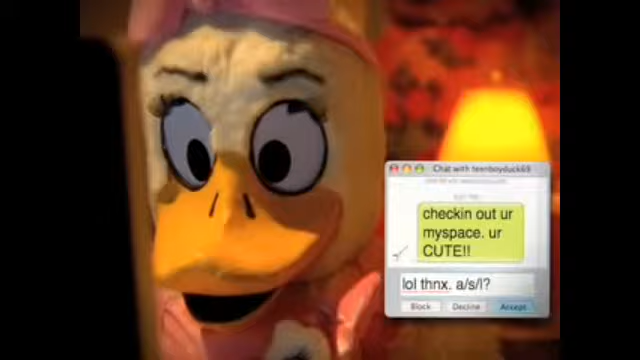 Chat with teenboyduck69
checkin out ur
myspace. ur
CUTE!!
lol thnx. a/s/l?
Block Decline Accept